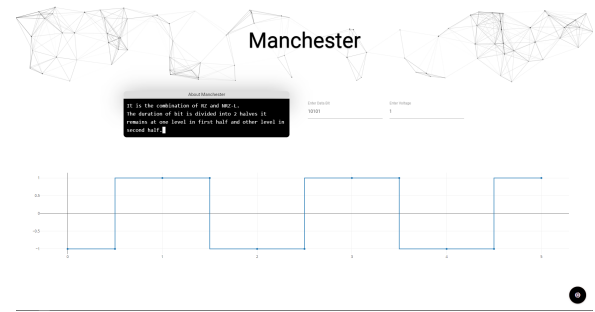 Manchester
About Manchester
It is the combination of RZ and NRZ-L.
The duration of bit is divided into 2 halves it
remains at one level in first half and other level in
second half.
Enter Data(bit)
10101
Enter Voltage
1
1
0.5
0
−0.5
−1
0
1
2
3
4
5